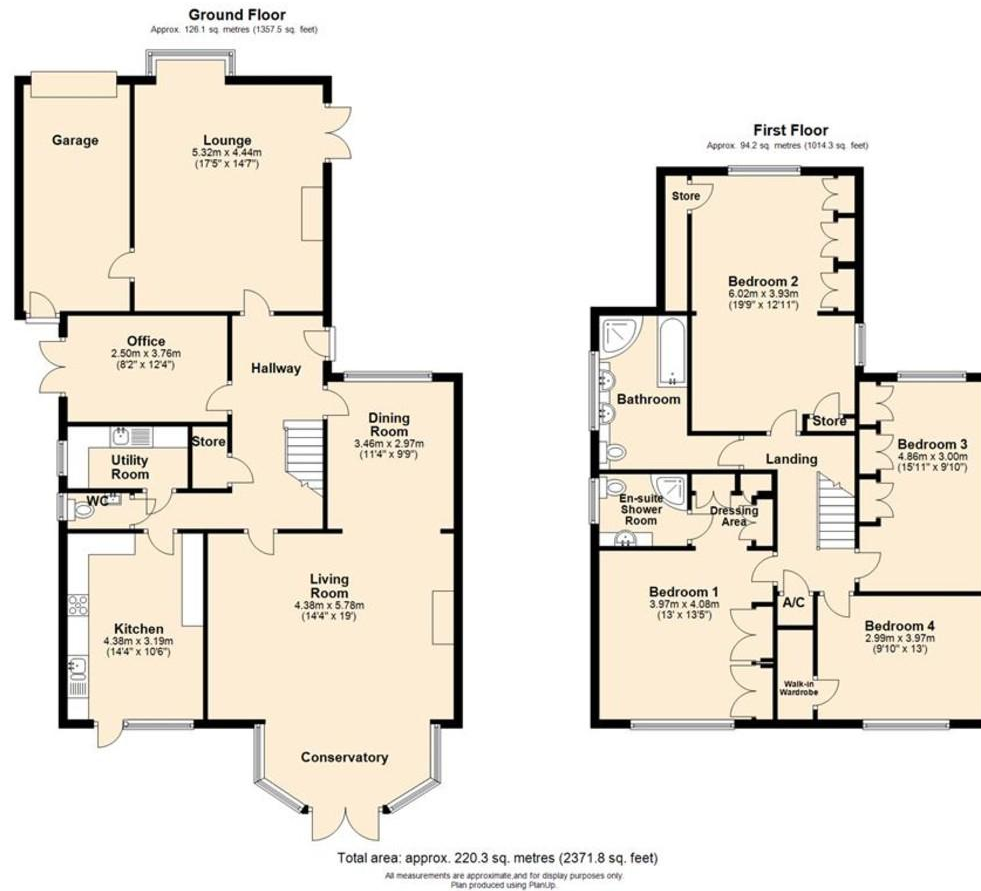 Ground Floor
Approx. 126.1 sq. metres (1357.5 sq. feet)
Garage
Lounge
5.32m x 4.44m
(17'5" x 14'7")
Office
2.50m x 3.76m
(8'2" x 12'4")
Hallway
Dining
Room
3.46m x 2.97m
(11'4" x 9'9")
Store
Utility
Room
WC
Living
Room
4.38m x 5.78m
(14'4" x 19')
Kitchen
4.38m x 3.19m
(14'4" x 10'6")
Conservatory
First Floor
Approx. 94.2 sq. metres (1014.3 sq. feet)
Store
Bedroom 2
6.02m x 3.93m
(19'9" x 12'11")
Bathroom
Store
Bedroom 3
4.86m x 3.00m
(15'11" x 9'10")
Landing
En-suite
Shower
Room
Dressing
Area
Bedroom 1
3.97m x 4.08m
(13' x 13'5")
A/C
Bedroom 4
2.99m x 3.97m
(9'10" x 13')
Walk-in
Wardrobe
Total area: approx. 220.3 sq. metres (2371.8 sq. feet)
All measurements are approximate,and for display purposes only.
Plan produced using PlanUp.